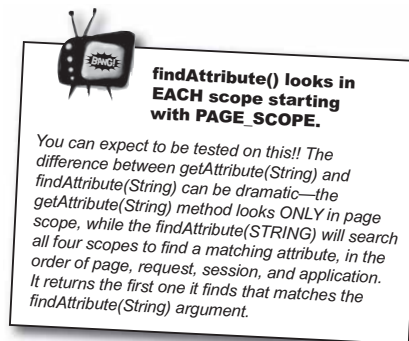 BANG!
findAttribute() looks in
EACH scope starting
with PAGE_SCOPE.
You can expect to be tested on this!! The
difference between getAttribute(String) and
findAttribute(String) can be dramatic—the
getAttribute(String) method looks ONLY in page
scope, while the findAttribute(STRING) will search
all four scopes to find a matching attribute, in the
order of page, request, session, and application.
It returns the first one it finds that matches the
findAttribute(String) argument.